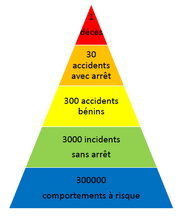 1
décès
30
accidents
avec arrêt
300 accidents
bénins
3000 incidents
sans arrêt
300000
comportements à risque